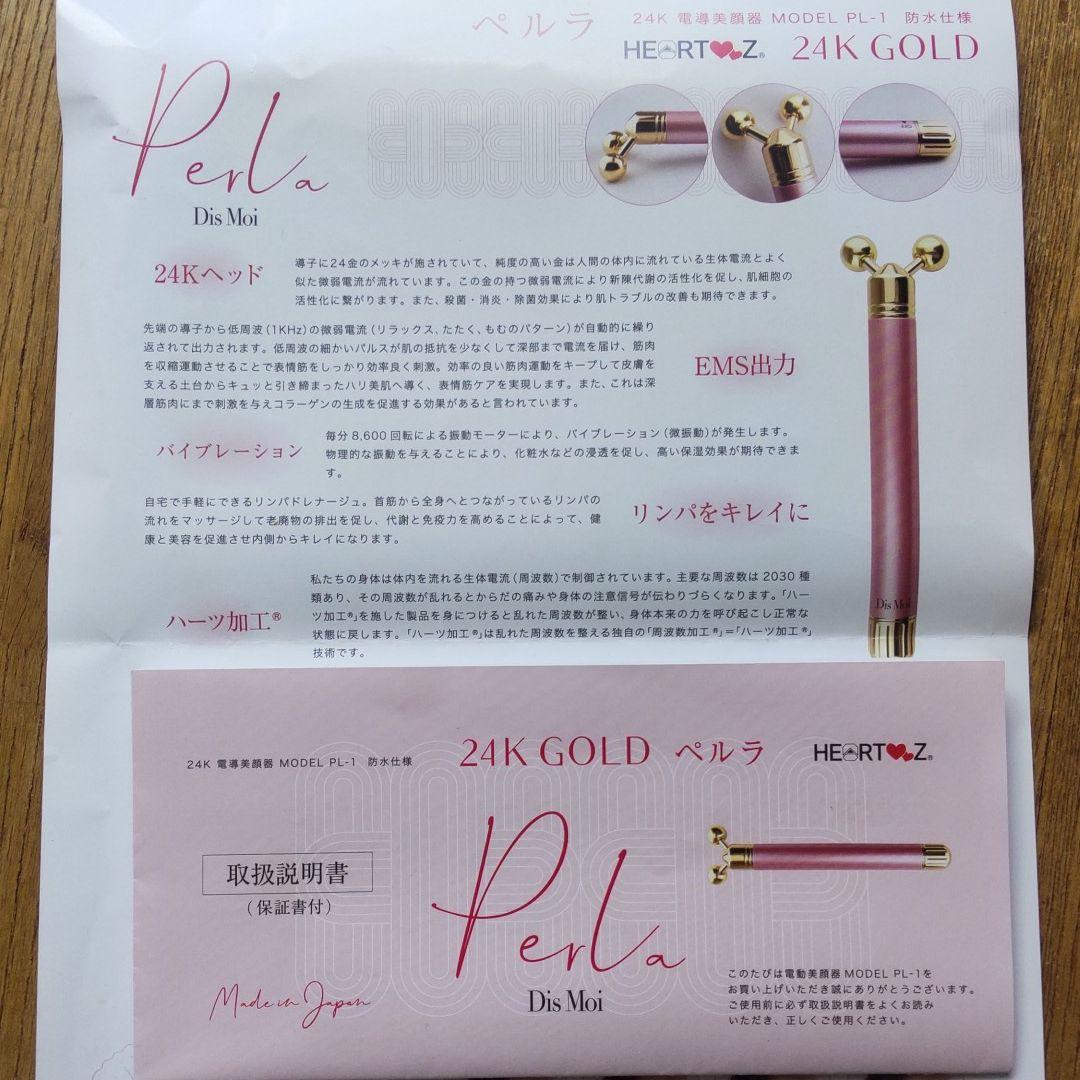 ペルラ
24K 電導美顔器 MODEL PL-1 防水仕様
HEARTZ® 24K GOLD
Perla
Dis Moi
24Kヘッド
導子に24金のメッキが施されていて、純度の高い金は人間の体内に流れている生体電流とよく
似た微弱電流が流れています。この金の持つ微弱電流により新陳代謝の活性化を促し、肌細胞の
活性化に繋がります。また、殺菌・消炎・除菌効果により肌トラブルの改善も期待できます。
先端の導子から低周波(1KHz)の微弱電流(リラックス、たたく、もむのパターン)が自動的に繰り
返されて出力されます。低周波の細かいパルスが肌の抵抗を少なくして深部まで電流を届け、筋肉
を収縮運動させることで表情筋をしっかり効率良く刺激。効率の良い筋肉運動をキープして皮膚を
支える土台からキュッと引き締まったハリ美肌へ導く、表情筋ケアを実現します。また、これは深
層筋肉にまで刺激を与えコラーゲンの生成を促進する効果があると言われています。
EMS出力
バイブレーション
毎分8,600回転による振動モーターにより、バイブレーション(微振動)が発生します。
物理的な振動を与えることにより、化粧水などの浸透を促し、高い保湿効果が期待できま
す。
自宅で手軽にできるリンパドレナージュ。首筋から全身へとつながっているリンパの
流れをマッサージして老廃物の排出を促し、代謝と免疫力を高めることによって、健
康と美容を促進させ内側からキレイになります。
リンパをキレイに
ハーツ加工®
私たちの身体は体内を流れる生体電流(周波数)で制御されています。主要な周波数は2030種
類あり、その周波数が乱れるとからだの痛みや身体の注意信号が伝わりづらくなります。「ハー
ツ加工®」を施した製品を身につけると乱れた周波数が整い、身体本来の力を呼び起こし正常な
状態に戻します。「ハーツ加工®」は乱れた周波数を整える独自の「周波数加工®」=「ハーツ加工®」
技術です。
Dis Moi
24K 電導美顔器 MODEL PL-1 防水仕様
24K GOLD ペルラ
HEARTZ®
取扱説明書
(保証書付)
Perla
Dis Moi
Made in Japan
このたびは電動美顔器MODEL PL-1を
お買い上げいただき誠にありがとうございます。
ご使用前に必ず取扱説明書をよくお読み
いただき、正しくご使用ください。